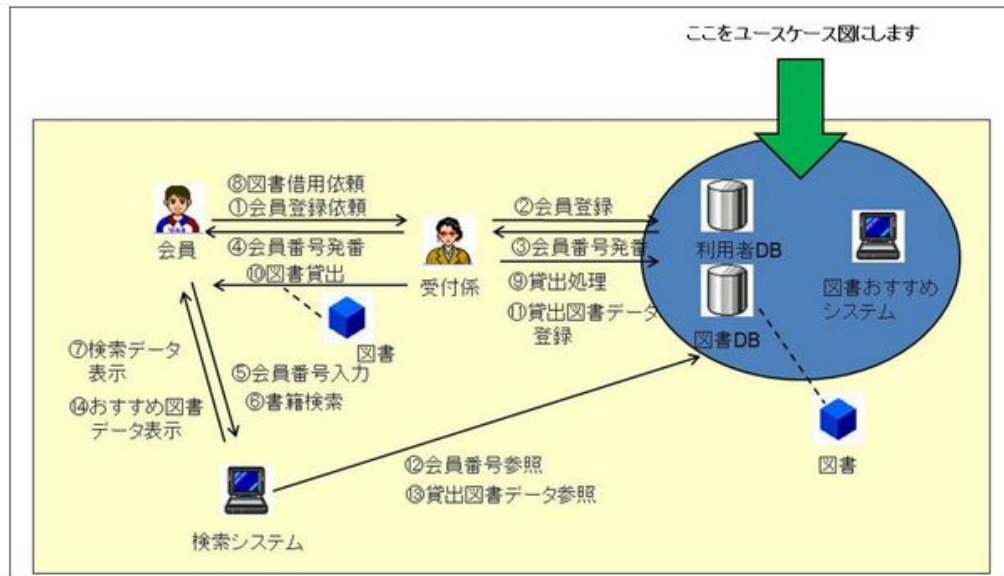 ここをユースケース図にします
⑧図書借用依頼
①会員登録依頼
会員
④会員番号発番
⑩図書貸出
受付係
②会員登録
③会員番号発番
⑨貸出処理
⑪貸出図書データ
登録
利用者DB
図書DB
図書おすすめ
システム
図書
⑦検索データ
表示
⑭おすすめ図書
データ表示
⑤会員番号入力
⑥書籍検索
図書
⑫会員番号参照
⑬貸出図書データ参照
検索システム